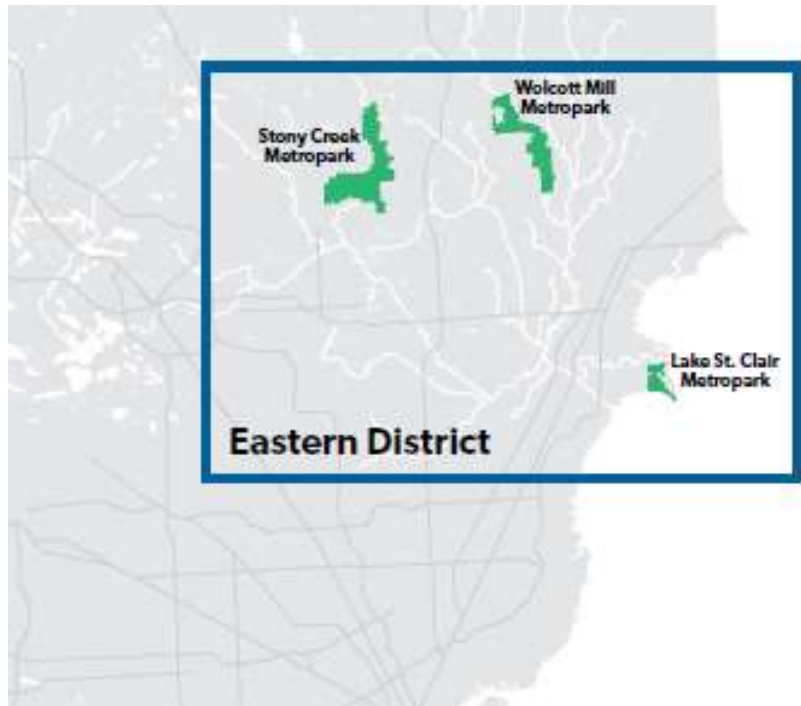 Wolcott Mill
Metropark
Stony Creek
Metropark
Lake St. Clair
Metropark
Eastern District